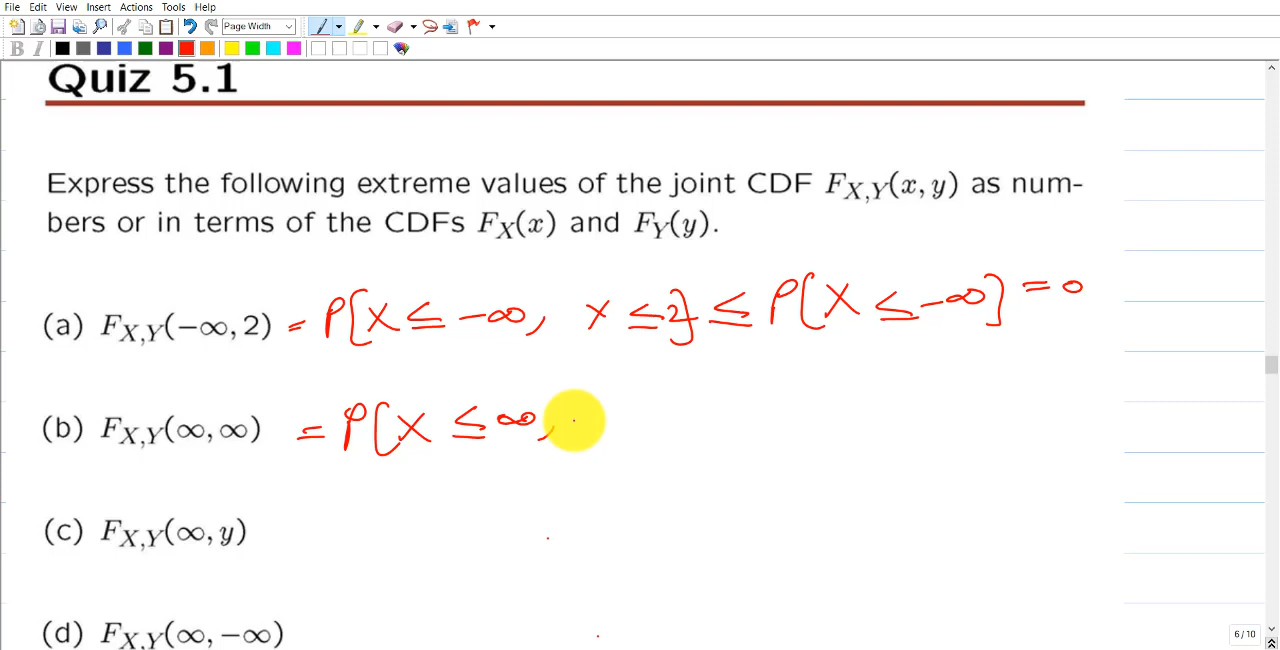 File Edit View Insert Actions Tools Help
Page Width
B I
Quiz 5.1
Express the following extreme values of the joint CDF F_{X,Y}(x, y) as num-
bers or in terms of the CDFs F_X(x) and F_Y(y).
(a) F_{X,Y}(−∞, 2) = P[X ≤ −∞, x ≤ 2] ≤ P[X ≤ −∞] = 0
(b) F_{X,Y}(∞, ∞) = P[X ≤ ∞,
(c) F_{X,Y}(∞, y)
(d) F_{X,Y}(∞, −∞)
6/10